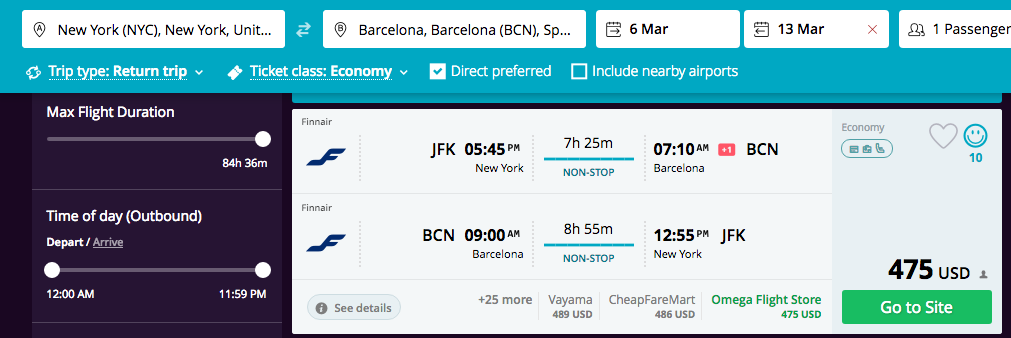 New York (NYC), New York, Unit...
Barcelona, Barcelona (BCN), Sp...
6 Mar
13 Mar
1 Passenger
Trip type: Return trip
Ticket class: Economy
Direct preferred
Include nearby airports
Max Flight Duration
84h 36m
Time of day (Outbound)
Depart / Arrive
12:00 AM
11:59 PM
Finnair
JFK 05:45 PM
New York
7h 25m
NON-STOP
07:10 AM +1 BCN
Barcelona
Finnair
BCN 09:00 AM
Barcelona
8h 55m
NON-STOP
12:55 PM JFK
New York
See details
+25 more
Vayama
489 USD
CheapFareMart
486 USD
Omega Flight Store
475 USD
Economy
10
475 USD
Go to Site